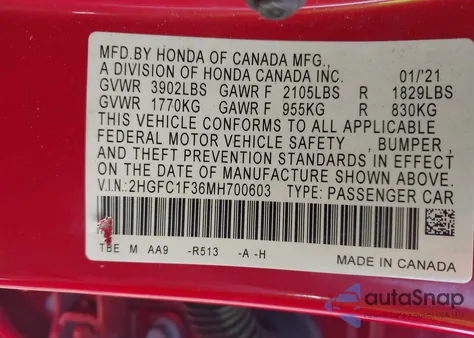 MFD.BY HONDA OF CANADA MFG.,
A DIVISION OF HONDA CANADA INC. 01/'21
GVWR 3902LBS GAWR F 2105LBS R 1829LBS
GVWR 1770KG GAWR F 955KG R 830KG
THIS VEHICLE CONFORMS TO ALL APPLICABLE
FEDERAL MOTOR VEHICLE SAFETY , BUMPER ,
AND THEFT PREVENTION STANDARDS IN EFFECT
ON THE DATE OF MANUFACTURE SHOWN ABOVE.
V.I.N.: 2HGFC1F36MH700603 TYPE: PASSENGER CAR
TBE M AA9 -R513 -A -H
MADE IN CANADA
autoSnap